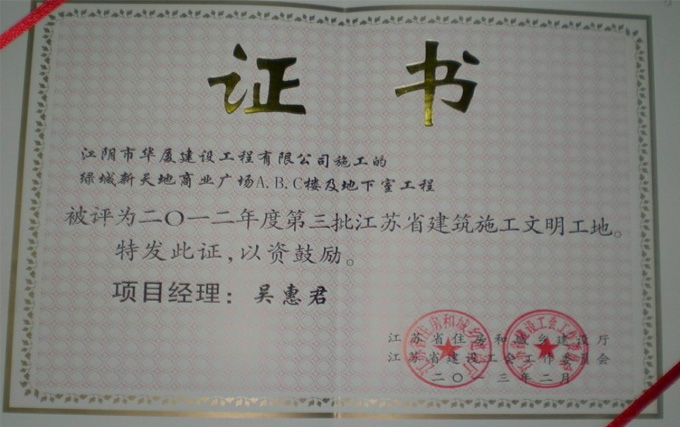 证书
江阴市华厦建设工程有限公司施工的
绿城新天地商业广场A.B.C楼及地下室工程
被评为二〇一二年度第三批江苏省建筑施工文明工地。
特发此证，以资鼓励。
项目经理：吴惠君
江苏省住房和城乡建设厅
江苏省建设工会工作委员会
二〇一三年二月